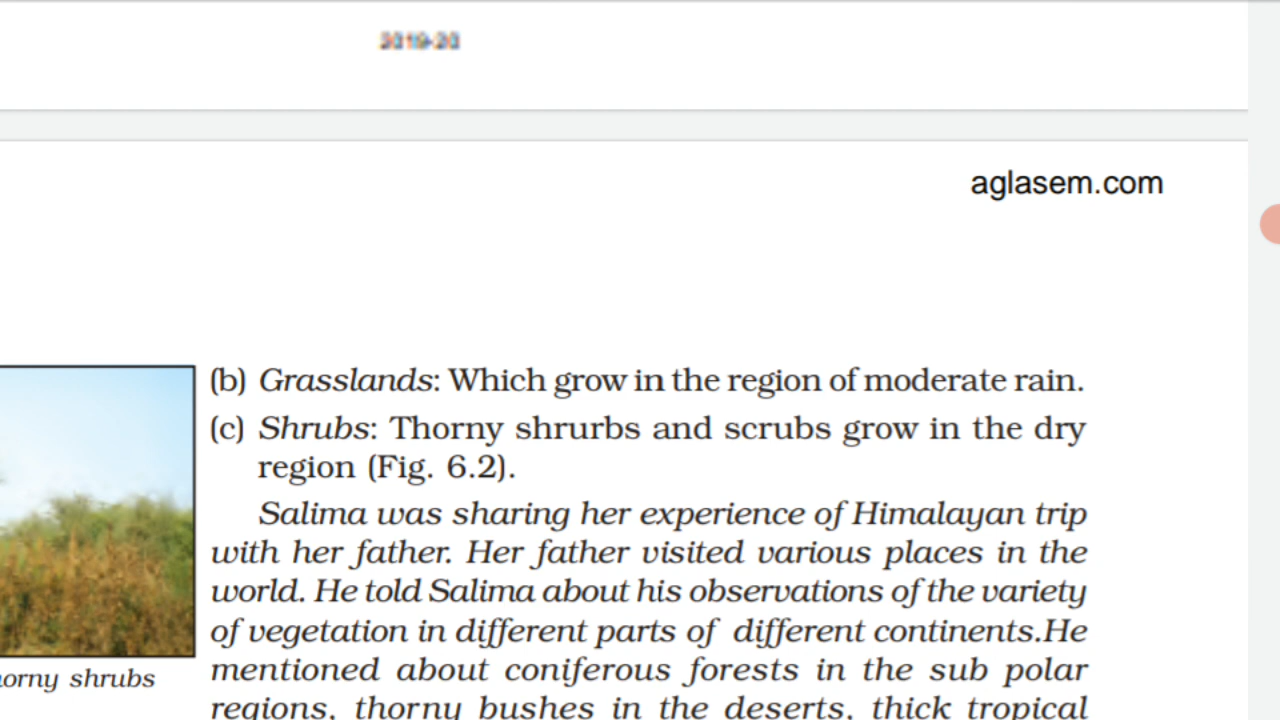 2019-20
aglasem.com
(b) Grasslands: Which grow in the region of moderate rain.
(c) Shrubs: Thorny shrurbs and scrubs grow in the dry
region (Fig. 6.2).
Salima was sharing her experience of Himalayan trip
with her father. Her father visited various places in the
world. He told Salima about his observations of the variety
of vegetation in different parts of different continents.He
mentioned about coniferous forests in the sub polar
regions, thorny bushes in the deserts, thick tropical
shrubs